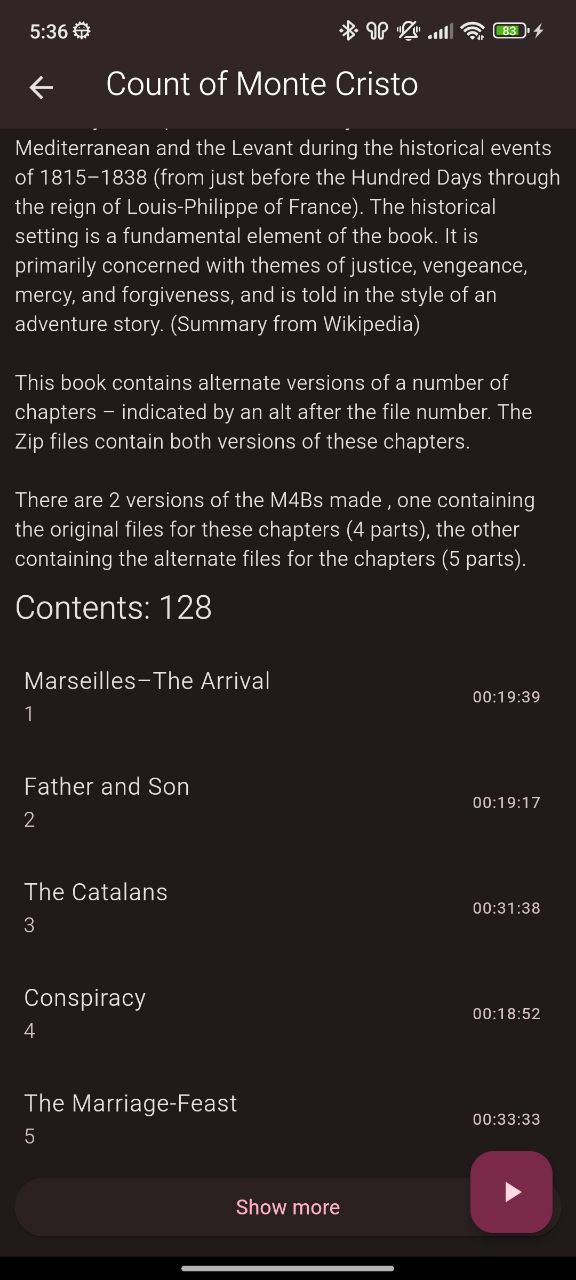 5:36
83
Count of Monte Cristo
Mediterranean and the Levant during the historical events
of 1815–1838 (from just before the Hundred Days through
the reign of Louis-Philippe of France). The historical
setting is a fundamental element of the book. It is
primarily concerned with themes of justice, vengeance,
mercy, and forgiveness, and is told in the style of an
adventure story. (Summary from Wikipedia)
This book contains alternate versions of a number of
chapters – indicated by an alt after the file number. The
Zip files contain both versions of these chapters.
There are 2 versions of the M4Bs made , one containing
the original files for these chapters (4 parts), the other
containing the alternate files for the chapters (5 parts).
Contents: 128
Marseilles–The Arrival
1
00:19:39
Father and Son
2
00:19:17
The Catalans
3
00:31:38
Conspiracy
4
00:18:52
The Marriage-Feast
5
00:33:33
Show more